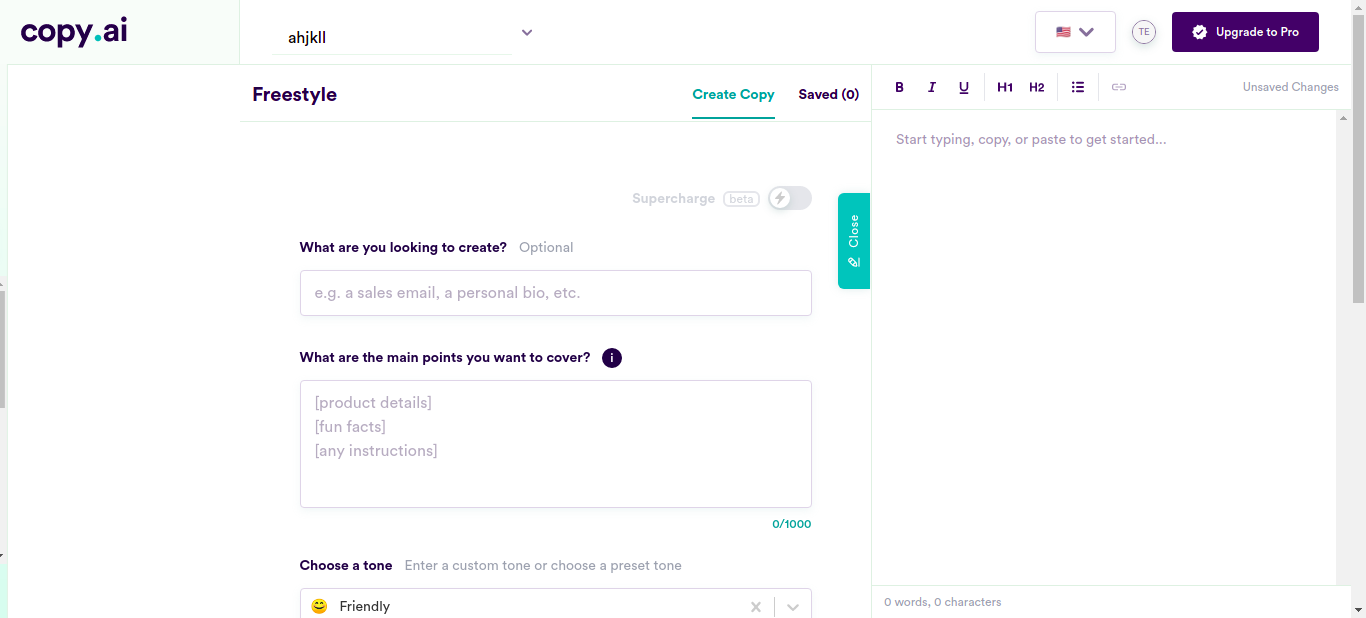 copy.ai
ahjkll
TE
Upgrade to Pro
Freestyle
Create Copy
Saved (0)
B I U H1 H2
Unsaved Changes
Start typing, copy, or paste to get started...
Supercharge beta
Close
What are you looking to create? Optional
e.g. a sales email, a personal bio, etc.
What are the main points you want to cover? i
[product details]
[fun facts]
[any instructions]
0/1000
Choose a tone Enter a custom tone or choose a preset tone
Friendly
0 words, 0 characters